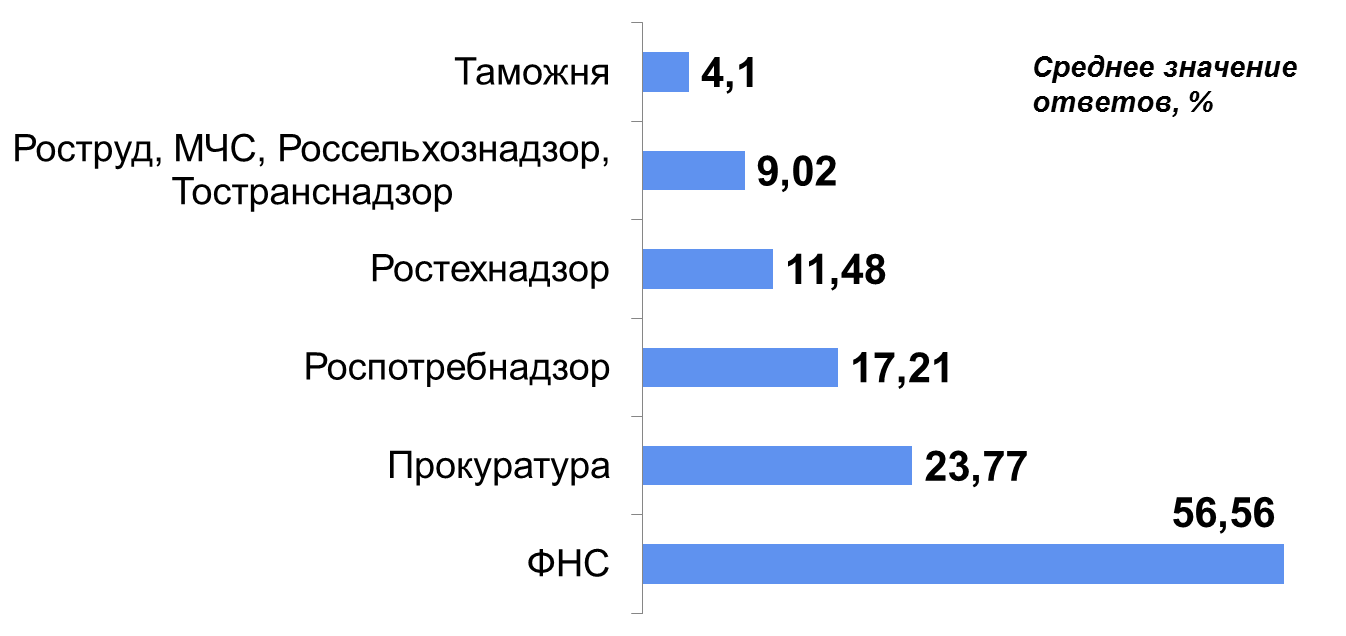 Таможня
4,1
Среднее значение
ответов, %
Роструд, МЧС, Россельхознадзор,
Тостранснадзор
9,02
Ростехнадзор
11,48
Роспотребнадзор
17,21
Прокуратура
23,77
56,56
ФНС